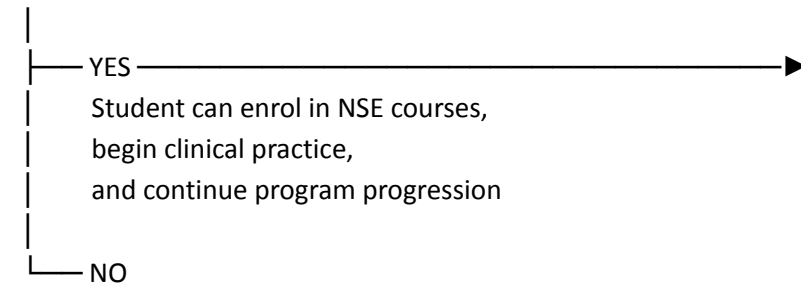 YES
Student can enrol in NSE courses,
begin clinical practice,
and continue program progression
NO